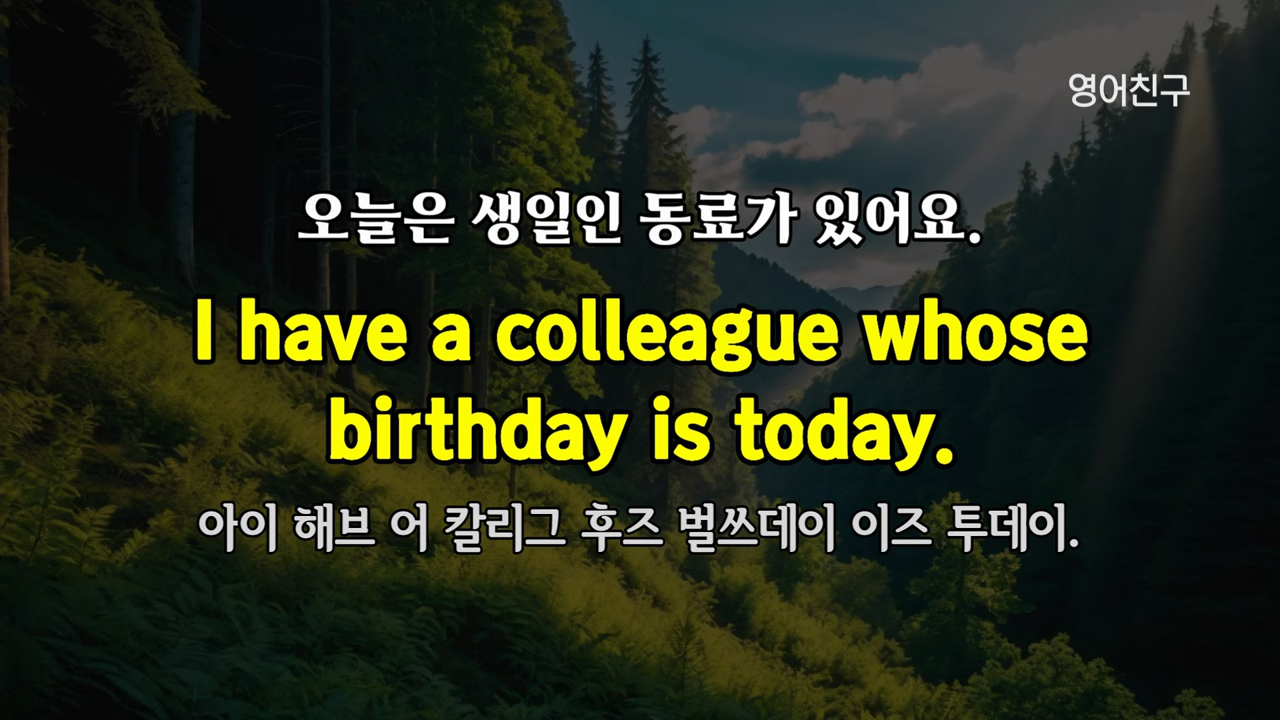 영어친구
오늘은 생일인 동료가 있어요.
I have a colleague whose
birthday is today.
아이 해브 어 칼리그 후즈 벌쓰데이 이즈 투데이.